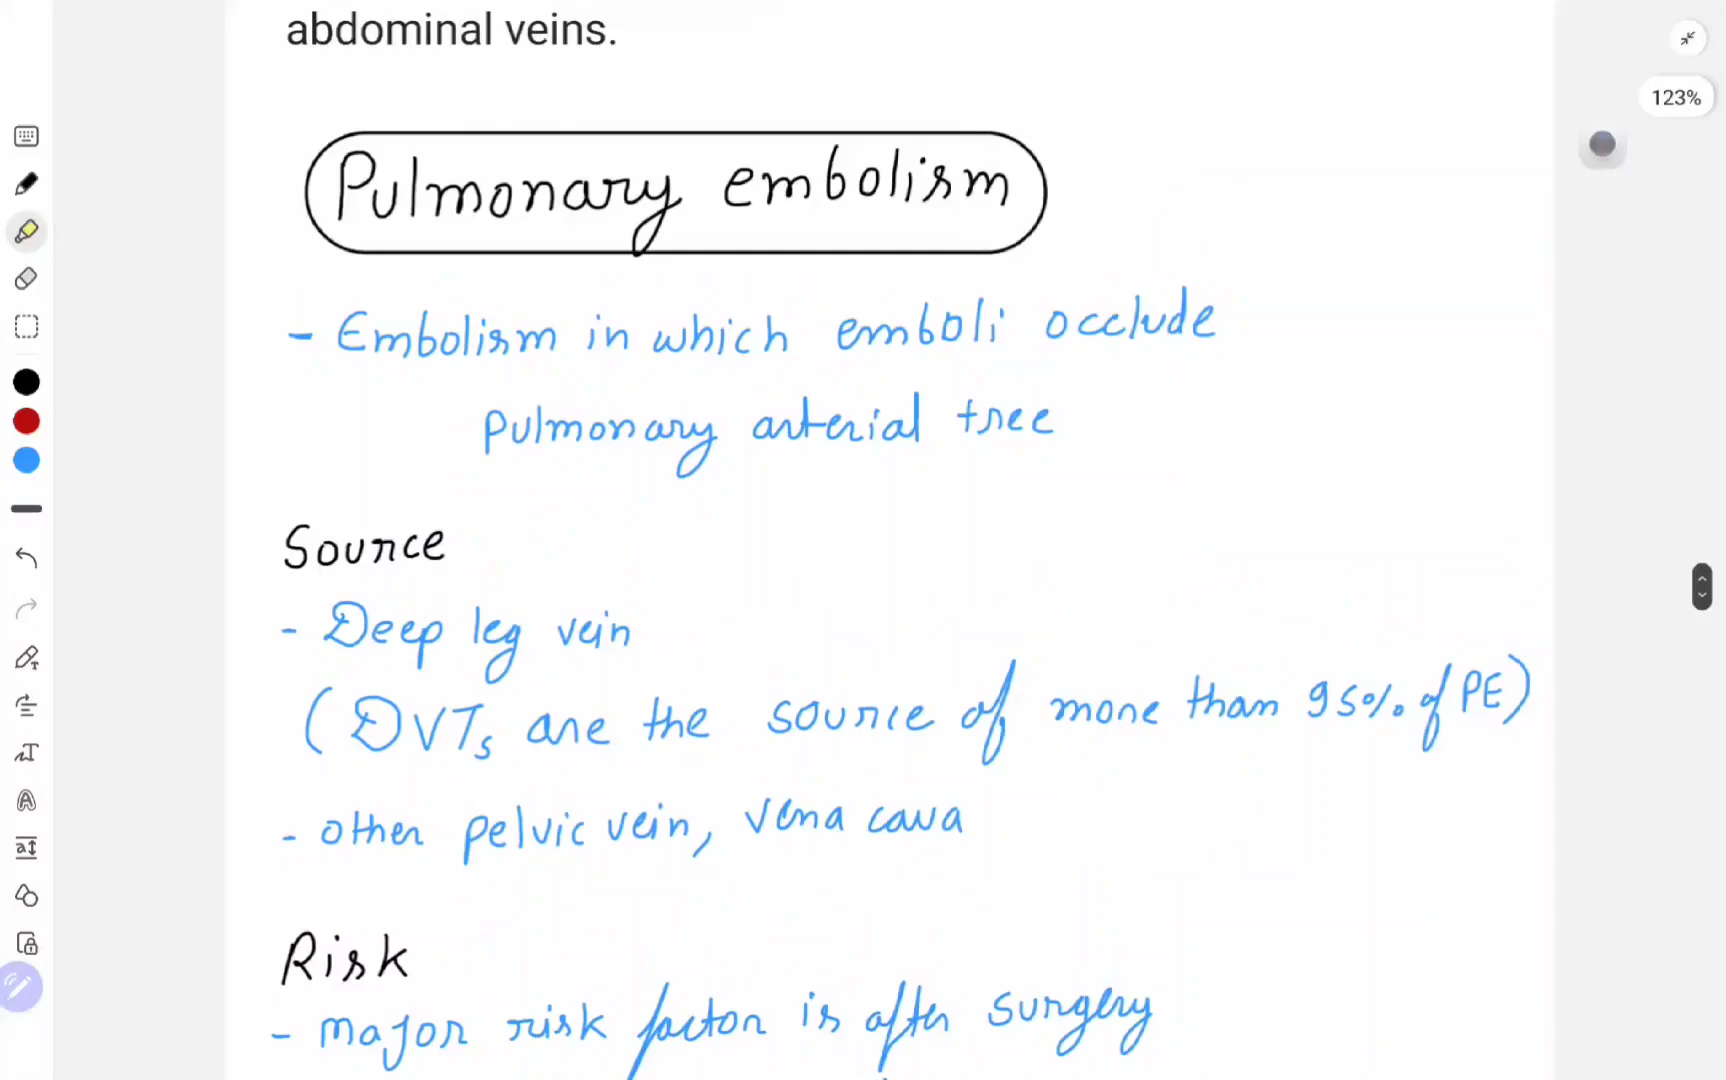 abdominal veins.
123%
Pulmonary embolism
- Embolism in which emboli occlude
pulmonary arterial tree
Source
- Deep leg vein
(DVTs are the source of more than 95% of PE)
- other pelvic vein, vena cava
Risk
- major risk factor is after surgery